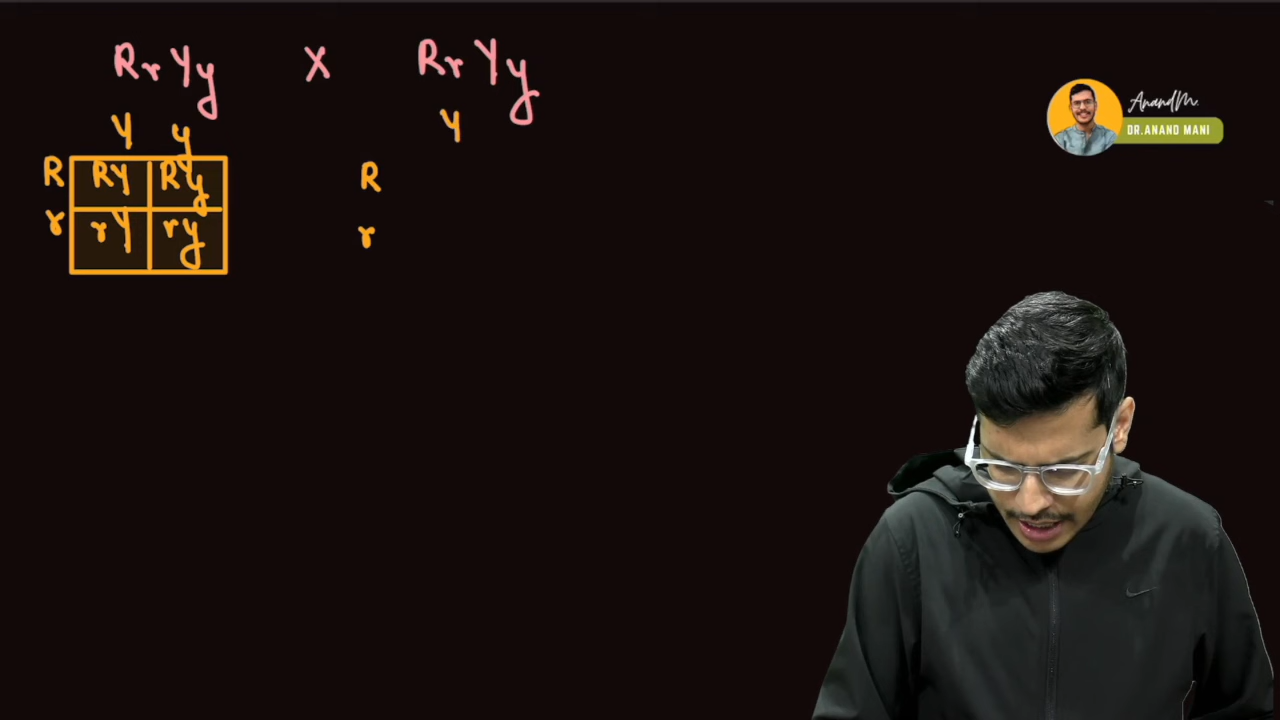 RrYy X RrYy
Y y Y
R RY Ry R
r rY ry r
AnandM.
DR.ANAND MANI